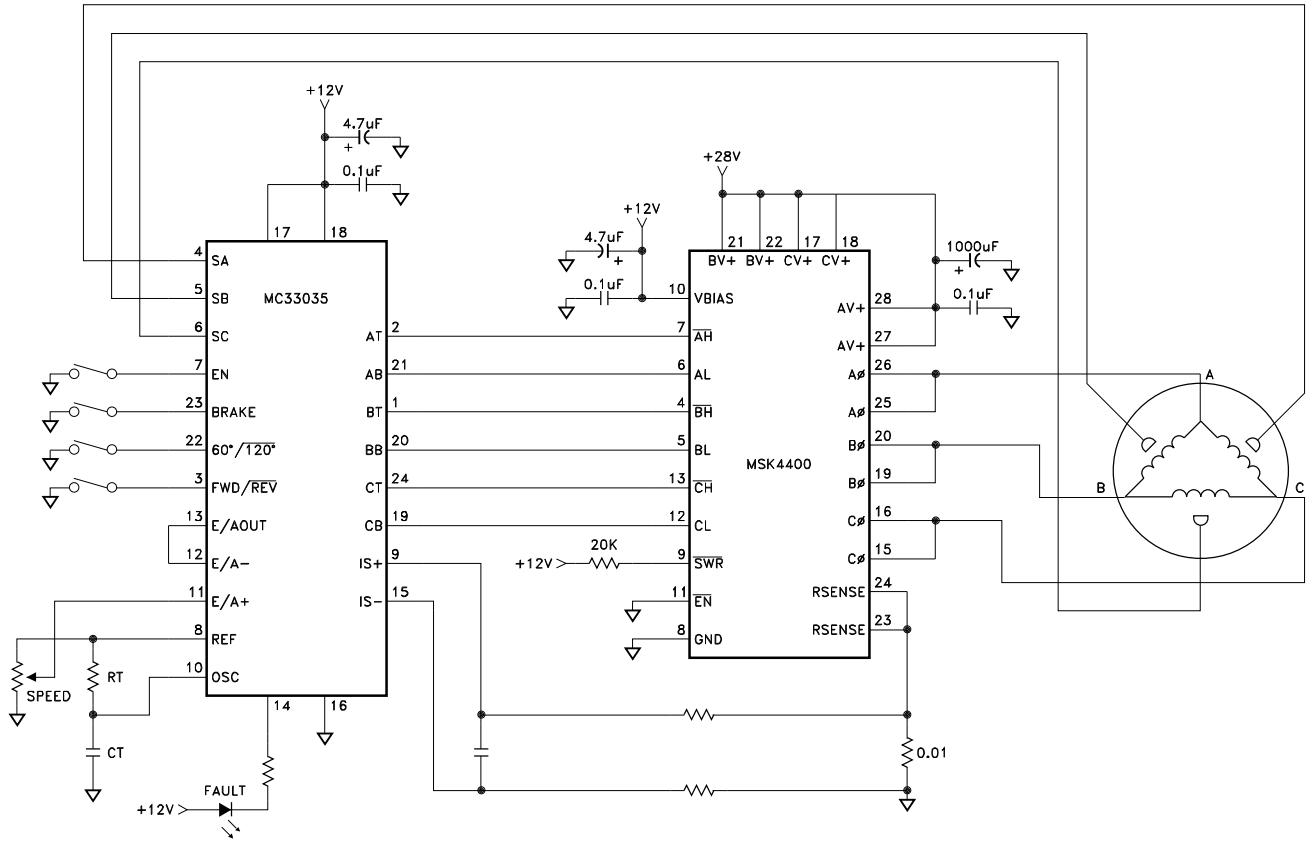 +12V
4.7uF
+
0.1uF
+28V
+12V
17 18
4.7uF
+
0.1uF
21 22 17 18
BV+ BV+ CV+ CV+
1000uF
+
0.1uF
4 SA
5 SB
6 SC
7 EN
23 BRAKE
22 60°/120°
3 FWD/REV
13 E/AOUT
12 E/A-
11 E/A+
8 REF
10 OSC
MC33035
AT 2
AB 21
BT 1
BB 20
CT 24
CB 19
IS+ 9
IS- 15
14 16
10 VBIAS
7 AH
6 AL
4 BH
5 BL
13 CH
12 CL
+12V 20K 9 SWR
11 EN
8 GND
MSK4400
AV+ 28
AV+ 27
AØ 26
AØ 25
BØ 20
BØ 19
CØ 16
CØ 15
RSENSE 24
RSENSE 23
A
B
C
SPEED
RT
CT
FAULT
+12V
0.01